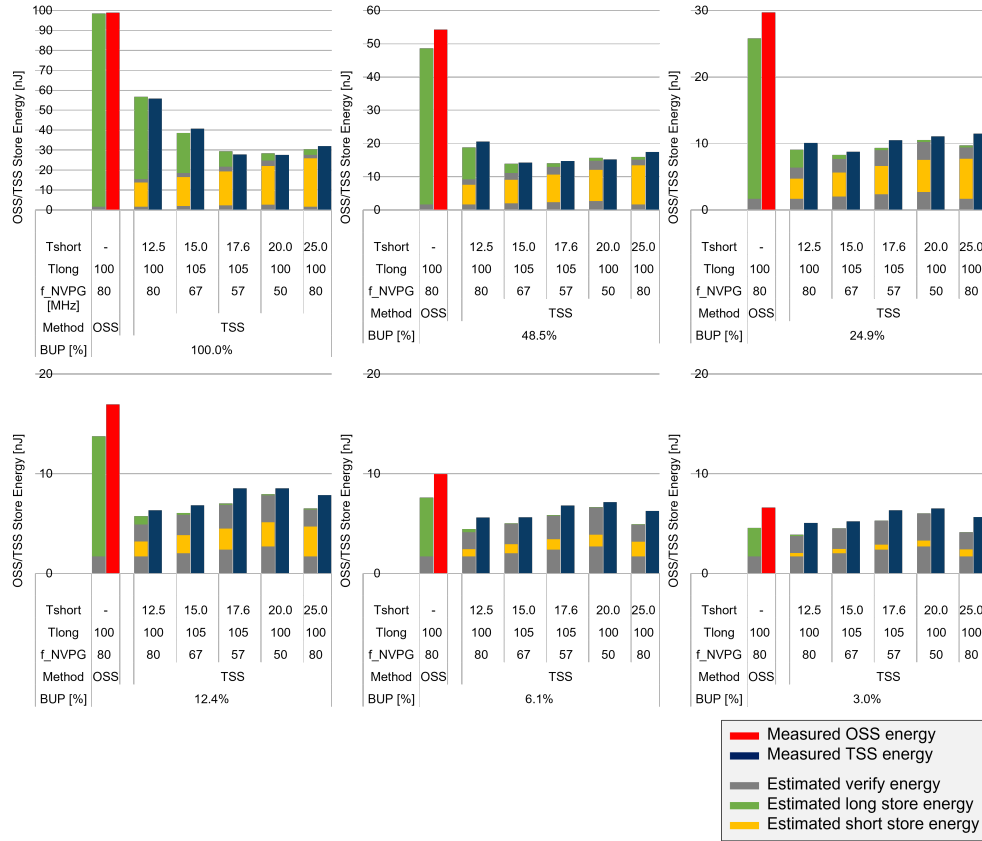 OSS/TSS Store Energy [nJ]
100
90
80
70
60
50
40
30
20
10
0
Tshort - 12.5 15.0 17.6 20.0 25.0
Tlong 100 100 105 105 100 100
f_NVPG [MHz] 80 80 67 57 50 80
Method OSS TSS
BUP [%] 100.0%
OSS/TSS Store Energy [nJ]
60
50
40
30
20
10
0
Tshort - 12.5 15.0 17.6 20.0 25.0
Tlong 100 100 105 105 100 100
f_NVPG 80 80 67 57 50 80
Method OSS TSS
BUP [%] 48.5%
OSS/TSS Store Energy [nJ]
30
20
10
0
Tshort - 12.5 15.0 17.6 20.0 25.0
Tlong 100 100 105 105 100 100
f_NVPG 80 80 67 57 50 80
Method OSS TSS
BUP [%] 24.9%
OSS/TSS Store Energy [nJ]
20
10
0
Tshort - 12.5 15.0 17.6 20.0 25.0
Tlong 100 100 105 105 100 100
f_NVPG 80 80 67 57 50 80
Method OSS TSS
BUP [%] 12.4%
OSS/TSS Store Energy [nJ]
20
10
0
Tshort - 12.5 15.0 17.6 20.0 25.0
Tlong 100 100 105 105 100 100
f_NVPG 80 80 67 57 50 80
Method OSS TSS
BUP [%] 6.1%
OSS/TSS Store Energy [nJ]
20
10
0
Tshort - 12.5 15.0 17.6 20.0 25.0
Tlong 100 100 105 105 100 100
f_NVPG 80 80 67 57 50 80
Method OSS TSS
BUP [%] 3.0%
Measured OSS energy
Measured TSS energy
Estimated verify energy
Estimated long store energy
Estimated short store energy